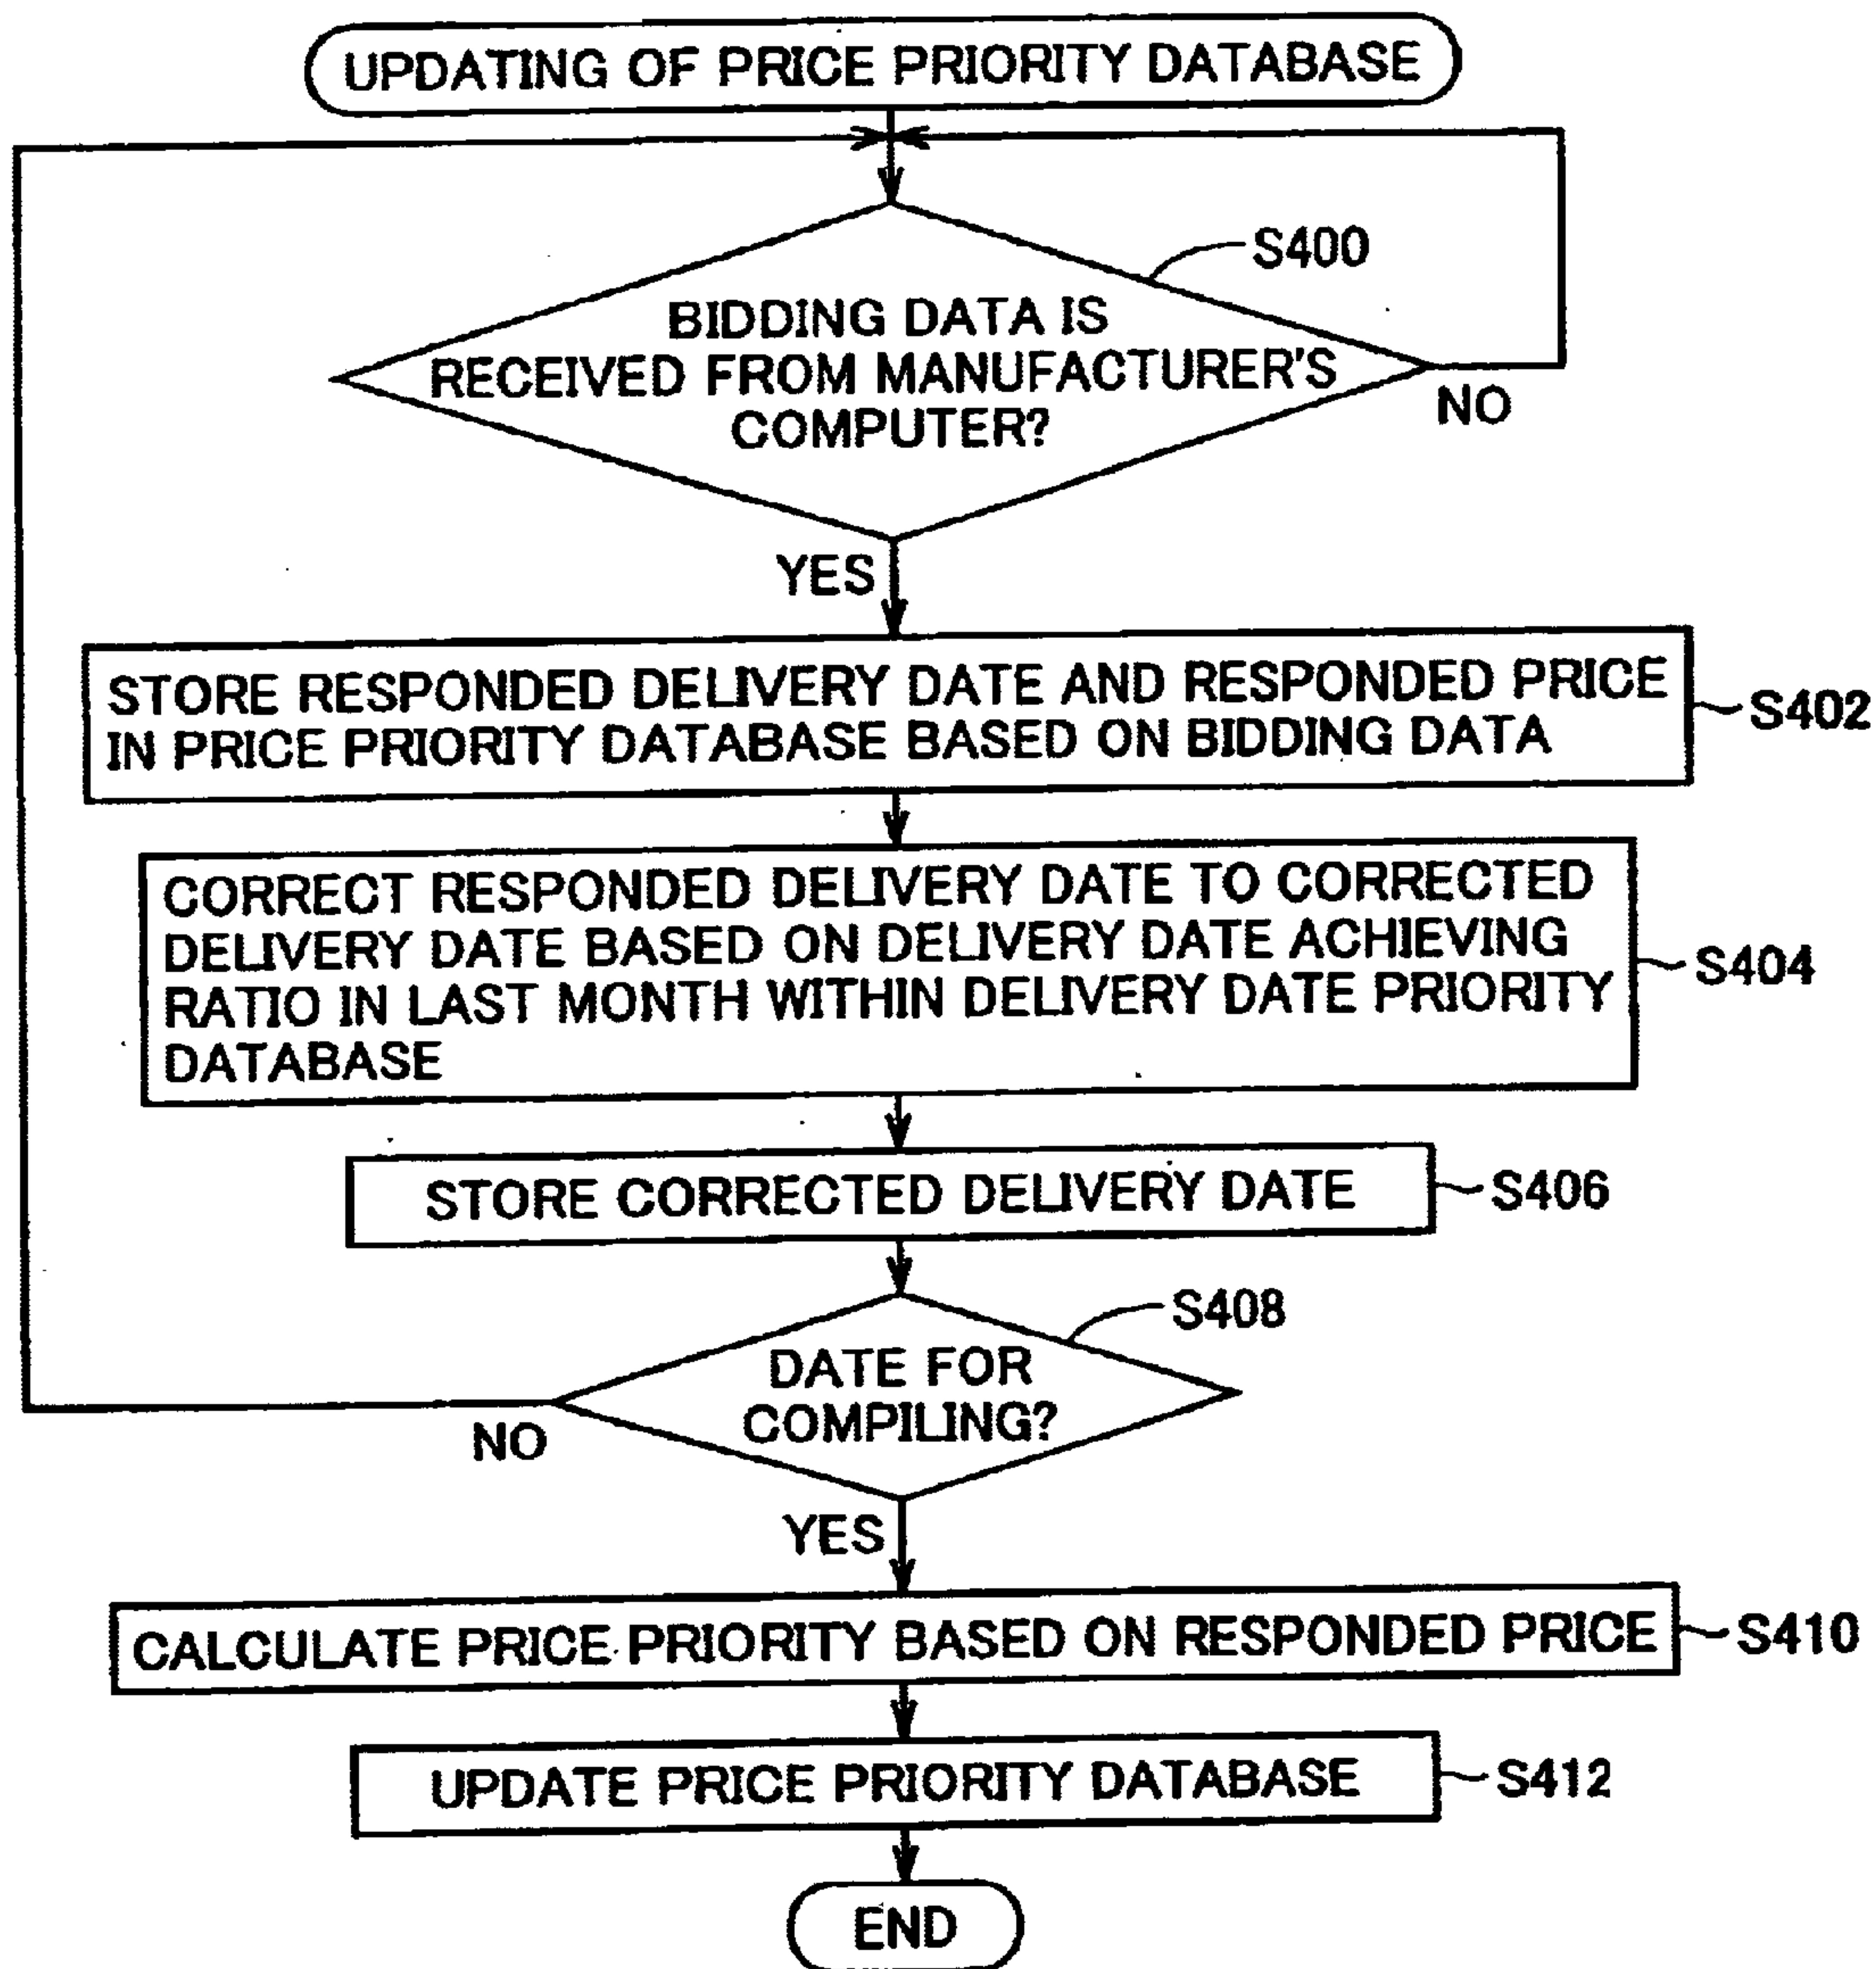 UPDATING OF PRICE PRIORITY DATABASE
S400
BIDDING DATA IS
RECEIVED FROM MANUFACTURER'S
COMPUTER?
NO
YES
STORE RESPONDED DELIVERY DATE AND RESPONDED PRICE
IN PRICE PRIORITY DATABASE BASED ON BIDDING DATA
S402
CORRECT RESPONDED DELIVERY DATE TO CORRECTED
DELIVERY DATE BASED ON DELIVERY DATE ACHIEVING
RATIO IN LAST MONTH WITHIN DELIVERY DATE PRIORITY
DATABASE
S404
STORE CORRECTED DELIVERY DATE
S406
S408
DATE FOR
COMPILING?
NO
YES
CALCULATE PRICE PRIORITY BASED ON RESPONDED PRICE
S410
UPDATE PRICE PRIORITY DATABASE
S412
END